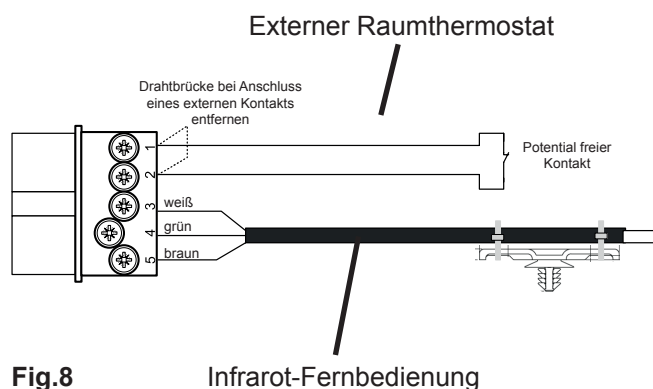 Externer Raumthermostat
Drahtbrücke bei Anschluss
eines externen Kontakts
entfernen
Potential freier
Kontakt
1
2
3
4
5
weiß
grün
braun
Fig.8
Infrarot-Fernbedienung